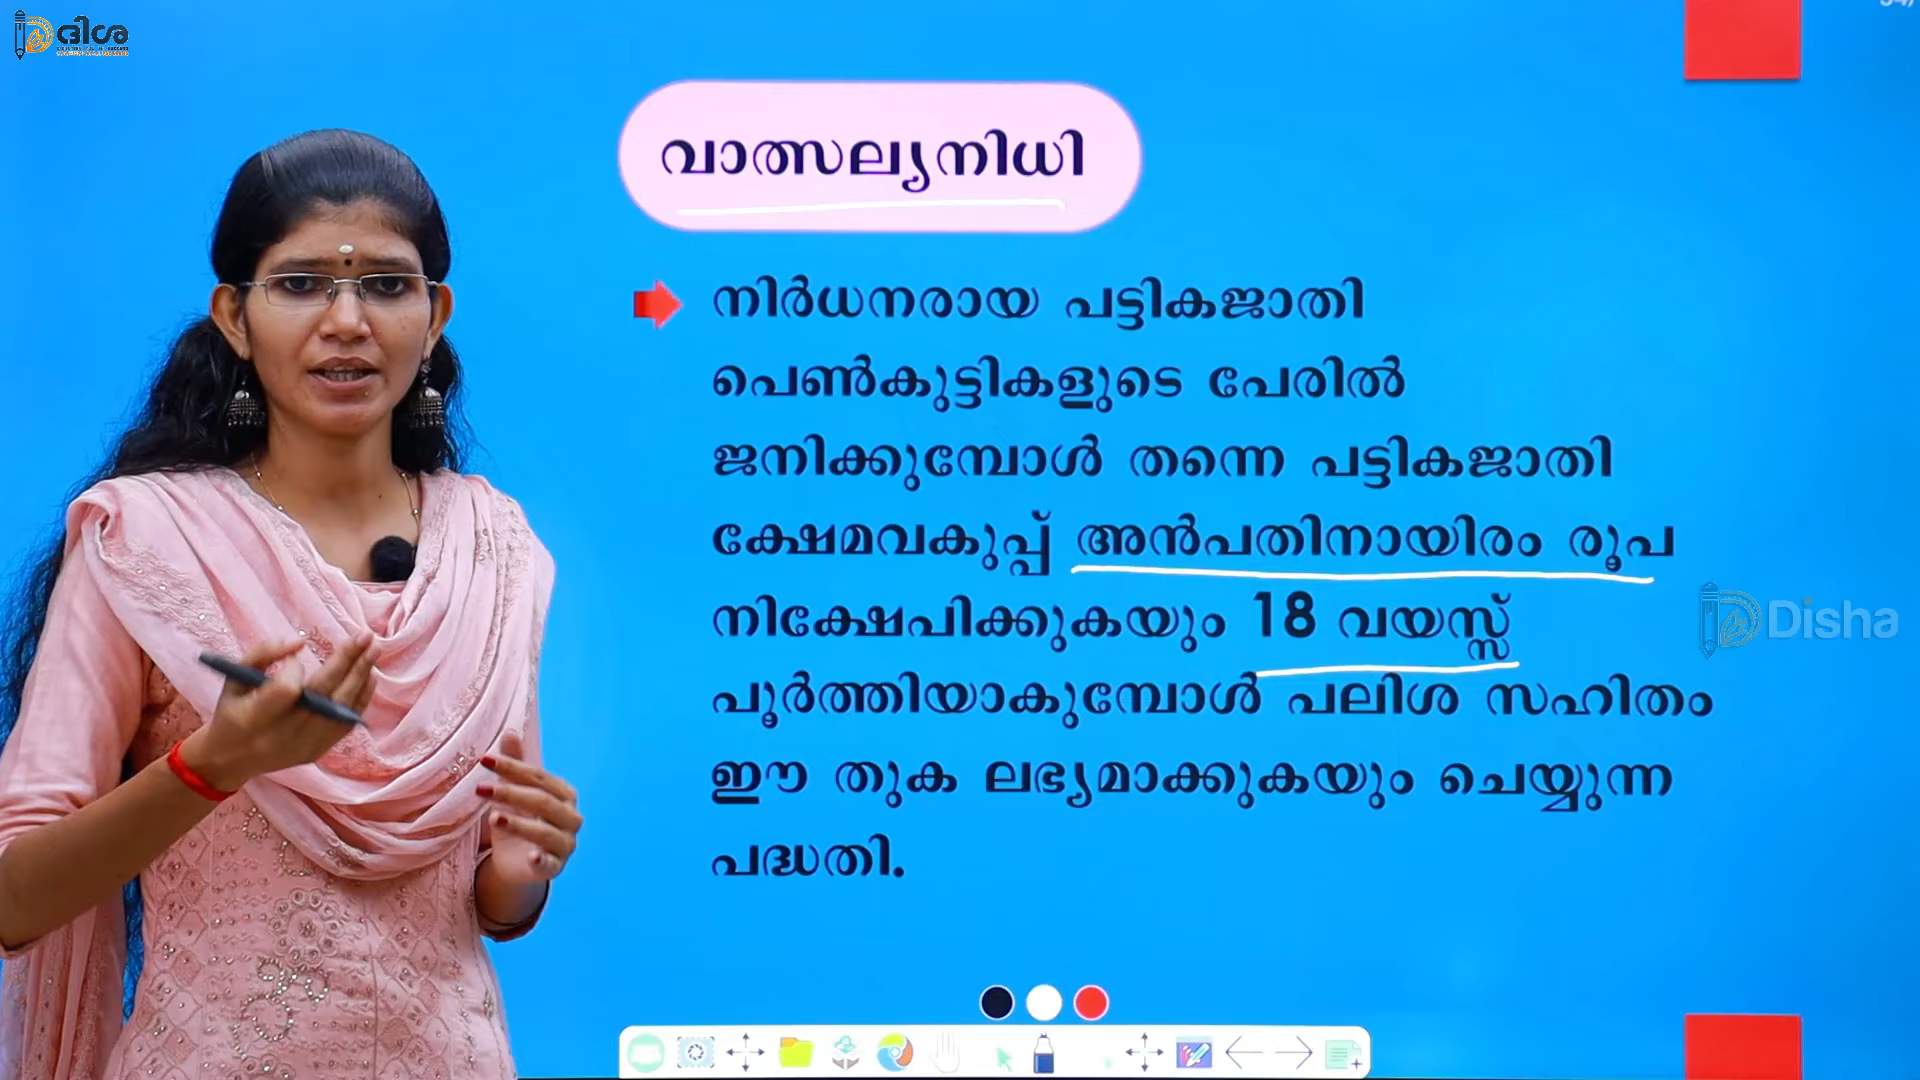 ദിശ
വാത്സല്യനിധി
നിർധനരായ പട്ടികജാതി
പെൺകുട്ടികളുടെ പേരിൽ
ജനിക്കുമ്പോൾ തന്നെ പട്ടികജാതി
ക്ഷേമവകുപ്പ് അൻപതിനായിരം രൂപ
നിക്ഷേപിക്കുകയും 18 വയസ്സ്
പൂർത്തിയാകുമ്പോൾ പലിശ സഹിതം
ഈ തുക ലഭ്യമാക്കുകയും ചെയ്യുന്ന
പദ്ധതി.
Disha